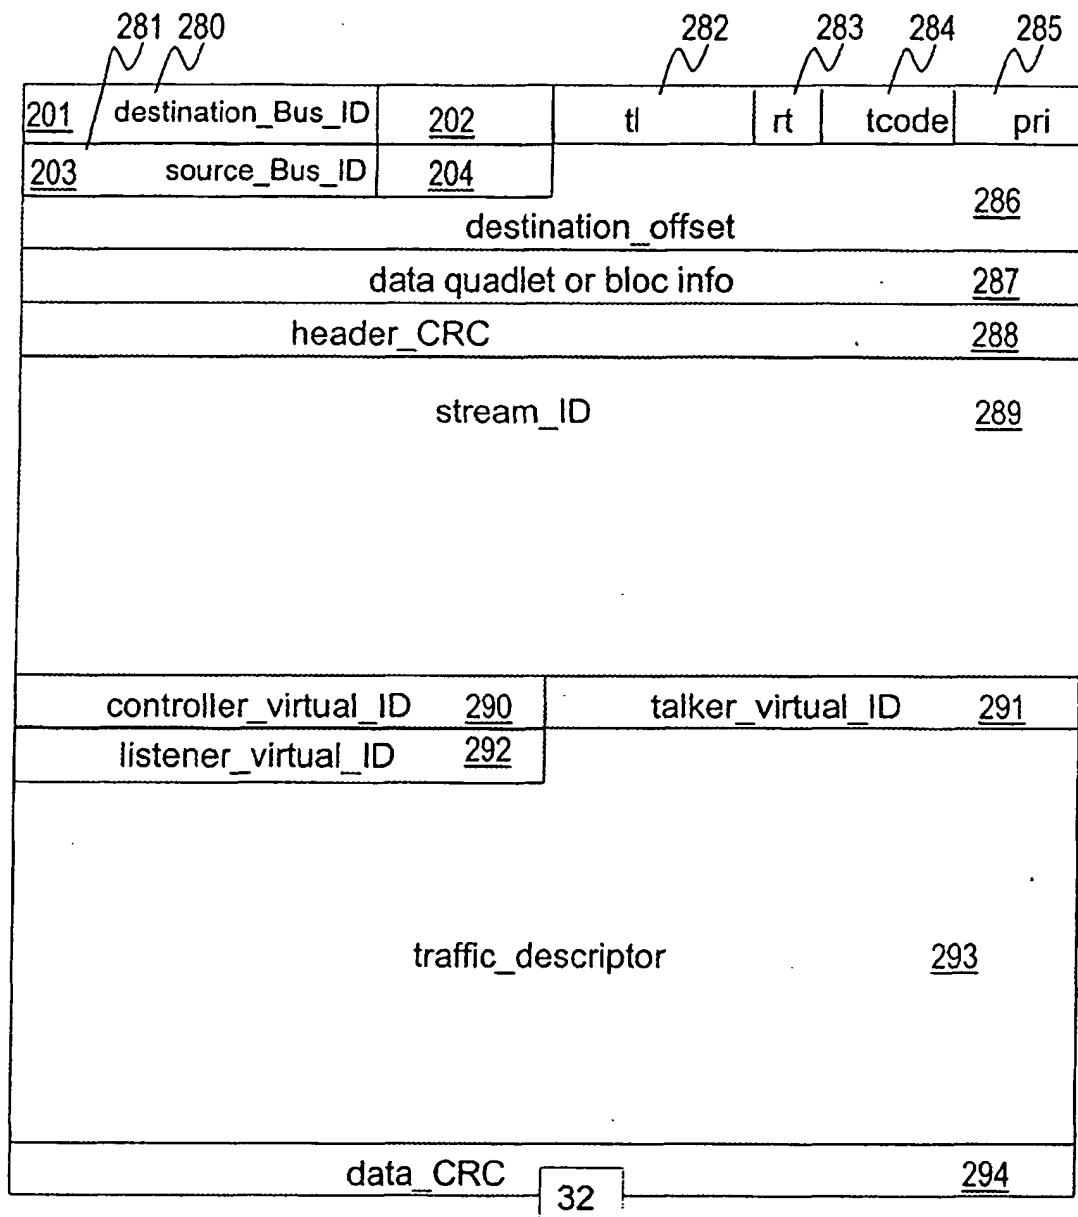 281 280 282 283 284 285
201 destination_Bus_ID 202 tl rt tcode pri
203 source_Bus_ID 204
286
destination_offset
data quadlet or bloc info 287
header_CRC 288
stream_ID 289
controller_virtual_ID 290 talker_virtual_ID 291
listener_virtual_ID 292
traffic_descriptor 293
data_CRC 294
32